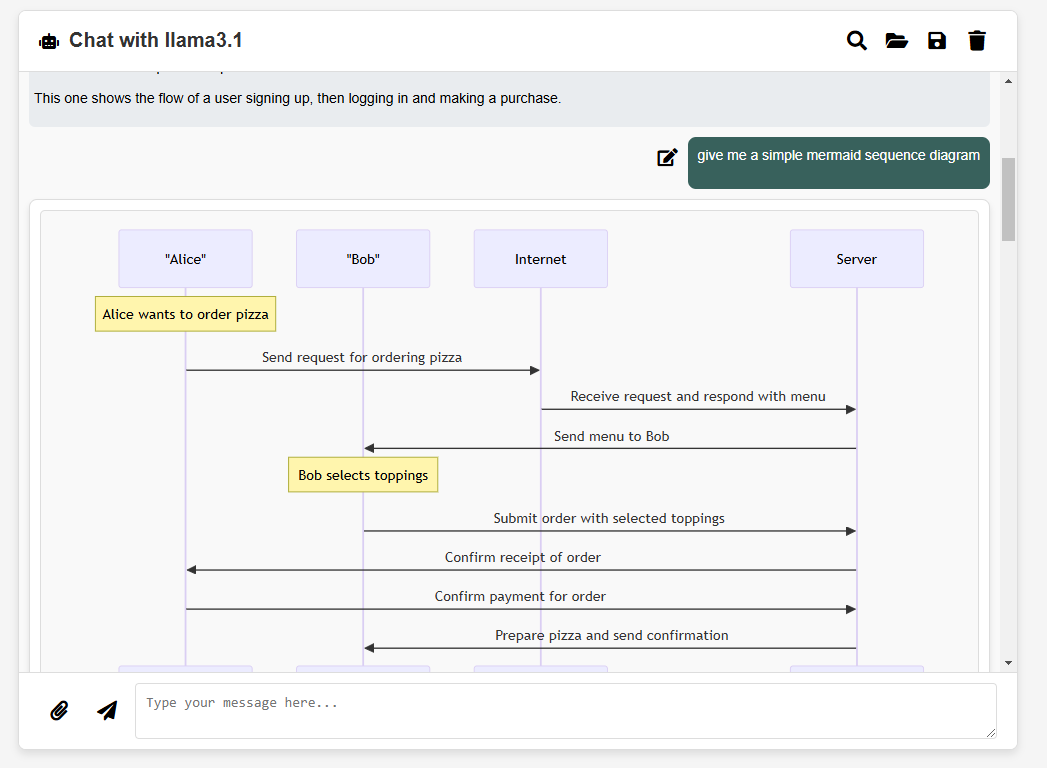 Chat with llama3.1
This one shows the flow of a user signing up, then logging in and making a purchase.
give me a simple mermaid sequence diagram
"Alice"
"Bob"
Internet
Server
Alice wants to order pizza
Send request for ordering pizza
Receive request and respond with menu
Send menu to Bob
Bob selects toppings
Submit order with selected toppings
Confirm receipt of order
Confirm payment for order
Prepare pizza and send confirmation
Type your message here...